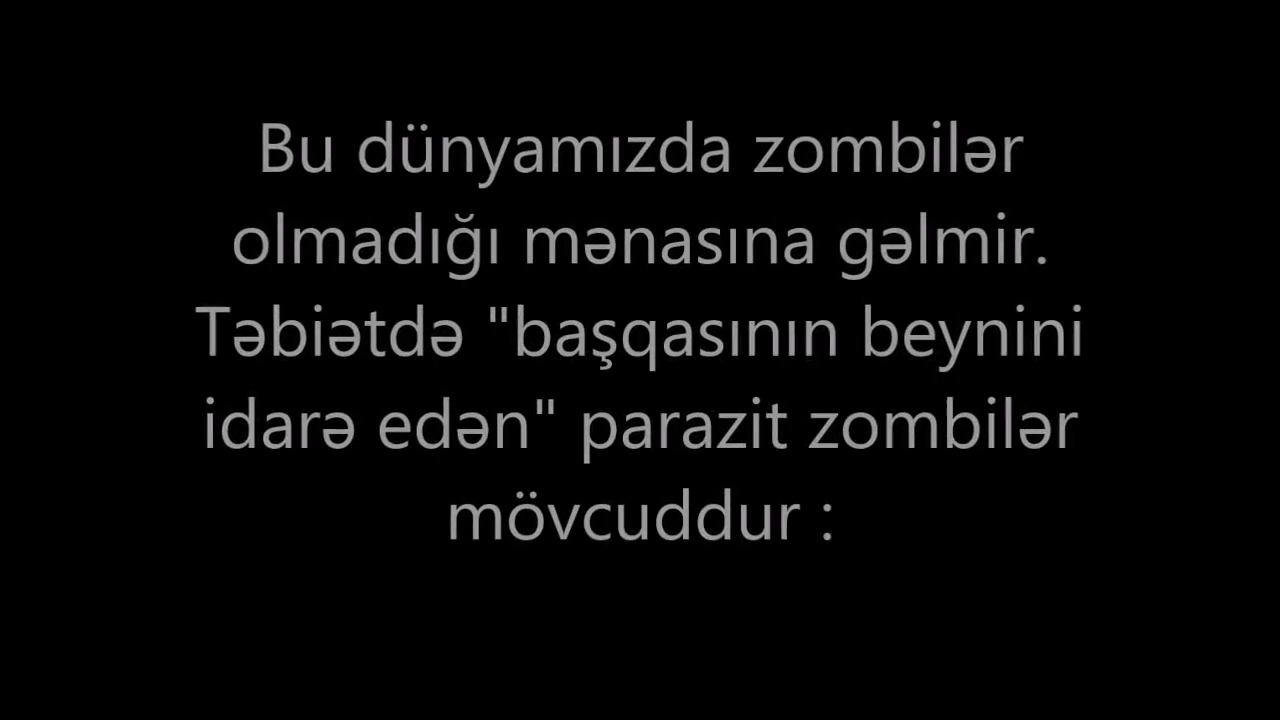 Bu dünyamızda zombilər
olmadığı mənasına gəlmir.
Təbiətdə "başqasının beynini
idarə edən" parazit zombilər
mövcuddur :